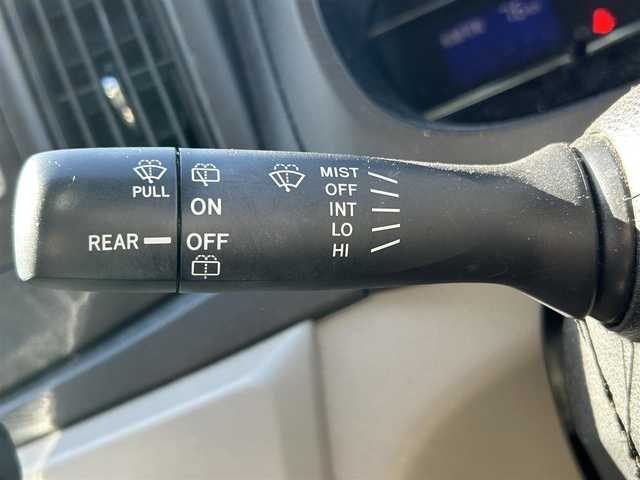 PULL
REAR
ON
OFF
MIST
OFF
INT
LO
HI